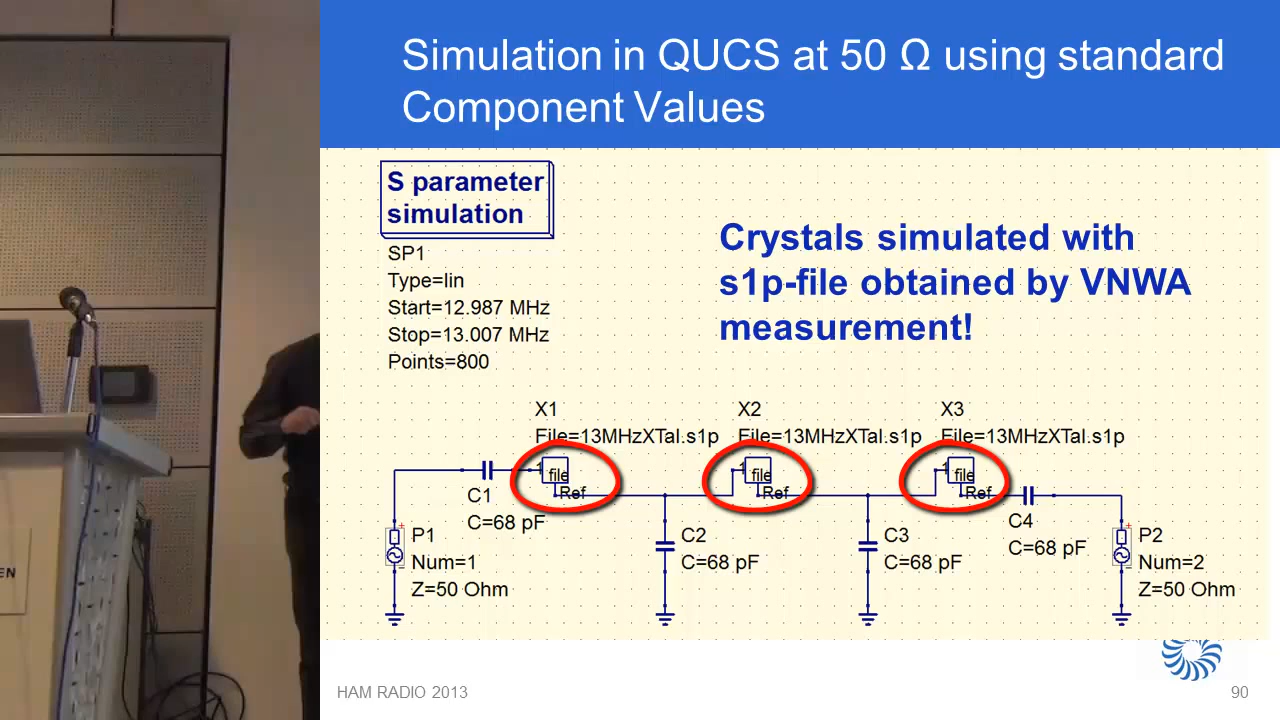 Simulation in QUCS at 50 Ω using standard
Component Values
S parameter
simulation
SP1
Type=lin
Start=12.987 MHz
Stop=13.007 MHz
Points=800
Crystals simulated with
s1p-file obtained by VNWA
measurement!
X1
File=13MHzXTal.s1p
X2
File=13MHzXTal.s1p
X3
File=13MHzXTal.s1p
1 file
Ref
1 file
Ref
1 file
Ref
C1
C=68 pF
C2
C=68 pF
C3
C=68 pF
C4
C=68 pF
P1
Num=1
Z=50 Ohm
P2
Num=2
Z=50 Ohm
EN
HAM RADIO 2013
90